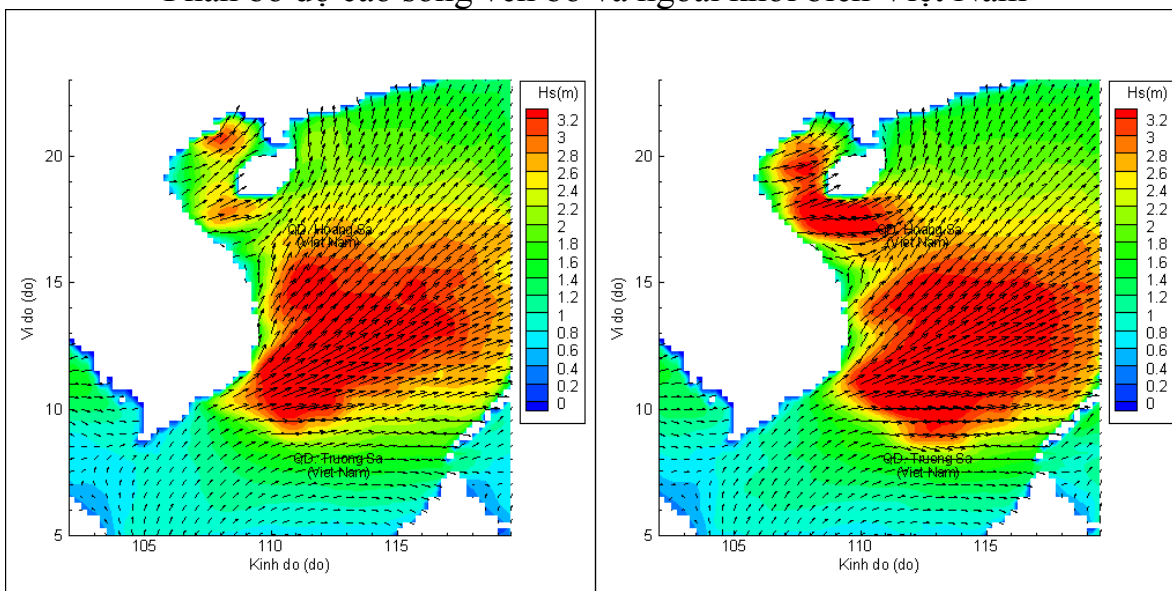 Phân bố độ cao sóng ven bờ và ngoài khơi biển Việt Nam
Hs(m)
3.2
3
2.8
2.6
2.4
2.2
2
1.8
1.6
1.4
1.2
1
0.8
0.6
0.4
0.2
0
20
15
10
5
Vi do (do)
QD. Hoang Sa
(Viet Nam)
QD. Truong Sa
(Viet Nam)
105 110 115
Kinh do (do)
Hs(m)
3.2
3
2.8
2.6
2.4
2.2
2
1.8
1.6
1.4
1.2
1
0.8
0.6
0.4
0.2
0
20
15
10
5
Vi do (do)
QD. Hoang Sa
(Viet Nam)
QD. Truong Sa
(Viet Nam)
105 110 115
Kinh do (do)